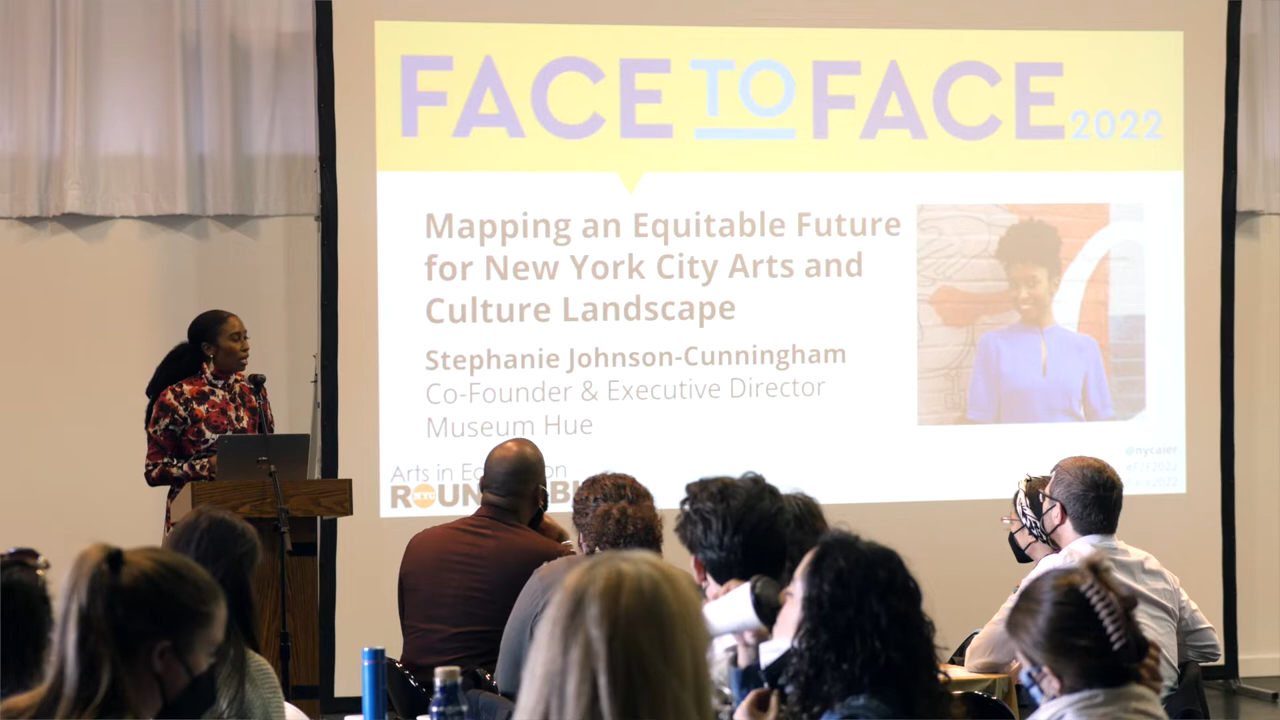 FACE TO FACE 2022
Mapping an Equitable Future
for New York City Arts and
Culture Landscape
Stephanie Johnson-Cunningham
Co-Founder & Executive Director
Museum Hue
@nycaier
Arts in
NYC